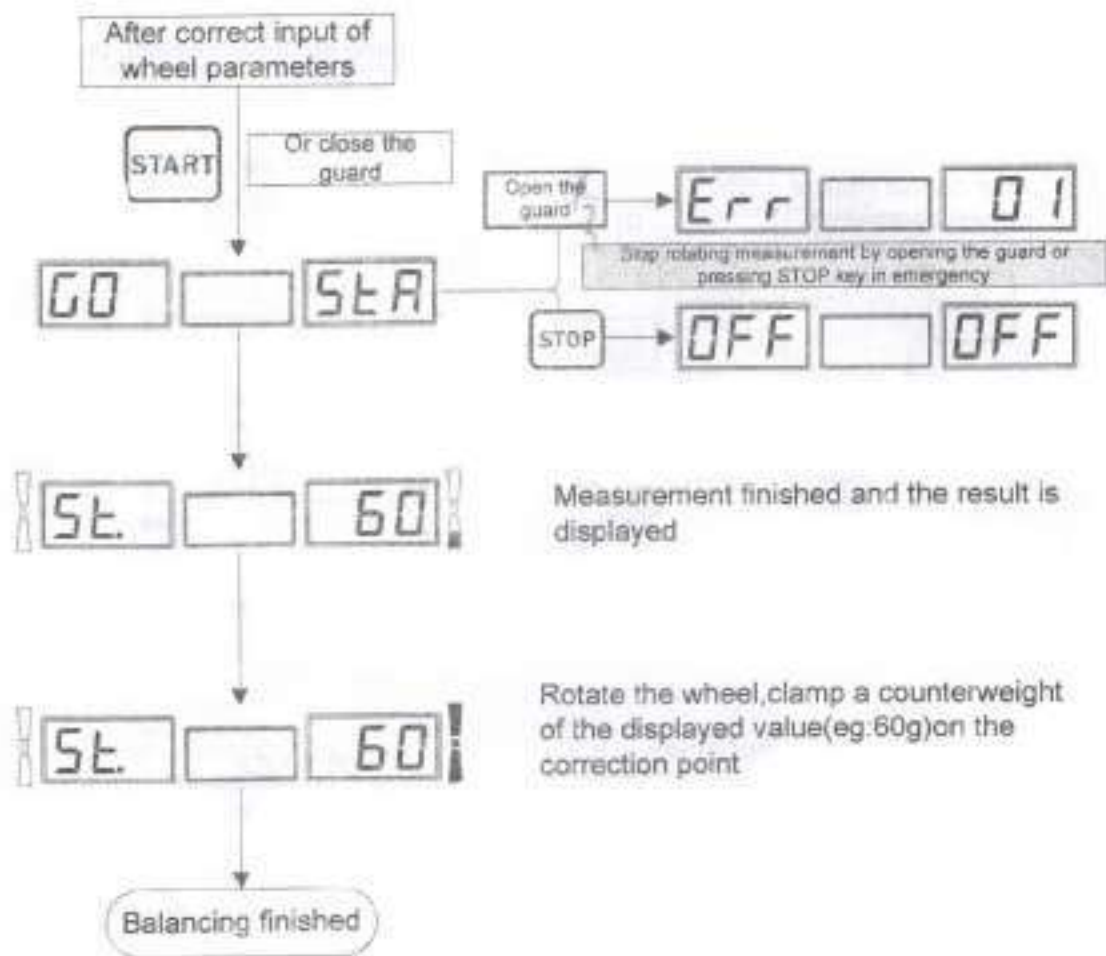 After correct input of
wheel parameters
START
Or close the
guard
Open the
guard
Err 01
Stop rotating measurement by opening the guard or
pressing STOP key in emergency
GO StA
STOP
OFF OFF
St. 60
Measurement finished and the result is
displayed
St. 60
Rotate the wheel,clamp a counterweight
of the displayed value(eg:60g)on the
correction point
Balancing finished